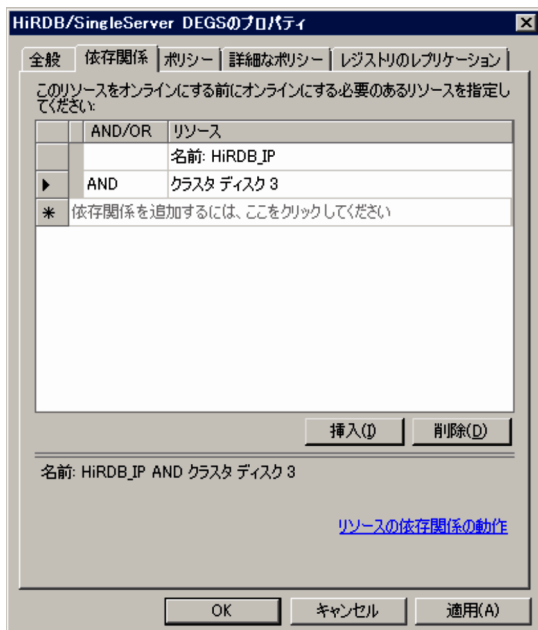 HiRDB/SingleServer DEGSのプロパティ
全般 依存関係 ポリシー 詳細なポリシー レジストリのレプリケーション
このリソースをオンラインにする前にオンラインにする必要のあるリソースを指定し
てください:
AND/OR リソース
名前: HiRDB_IP
AND クラスタ ディスク 3
依存関係を追加するには、ここをクリックしてください
挿入(I) 削除(D)
名前: HiRDB_IP AND クラスタ ディスク 3
リソースの依存関係の動作
OK キャンセル 適用(A)